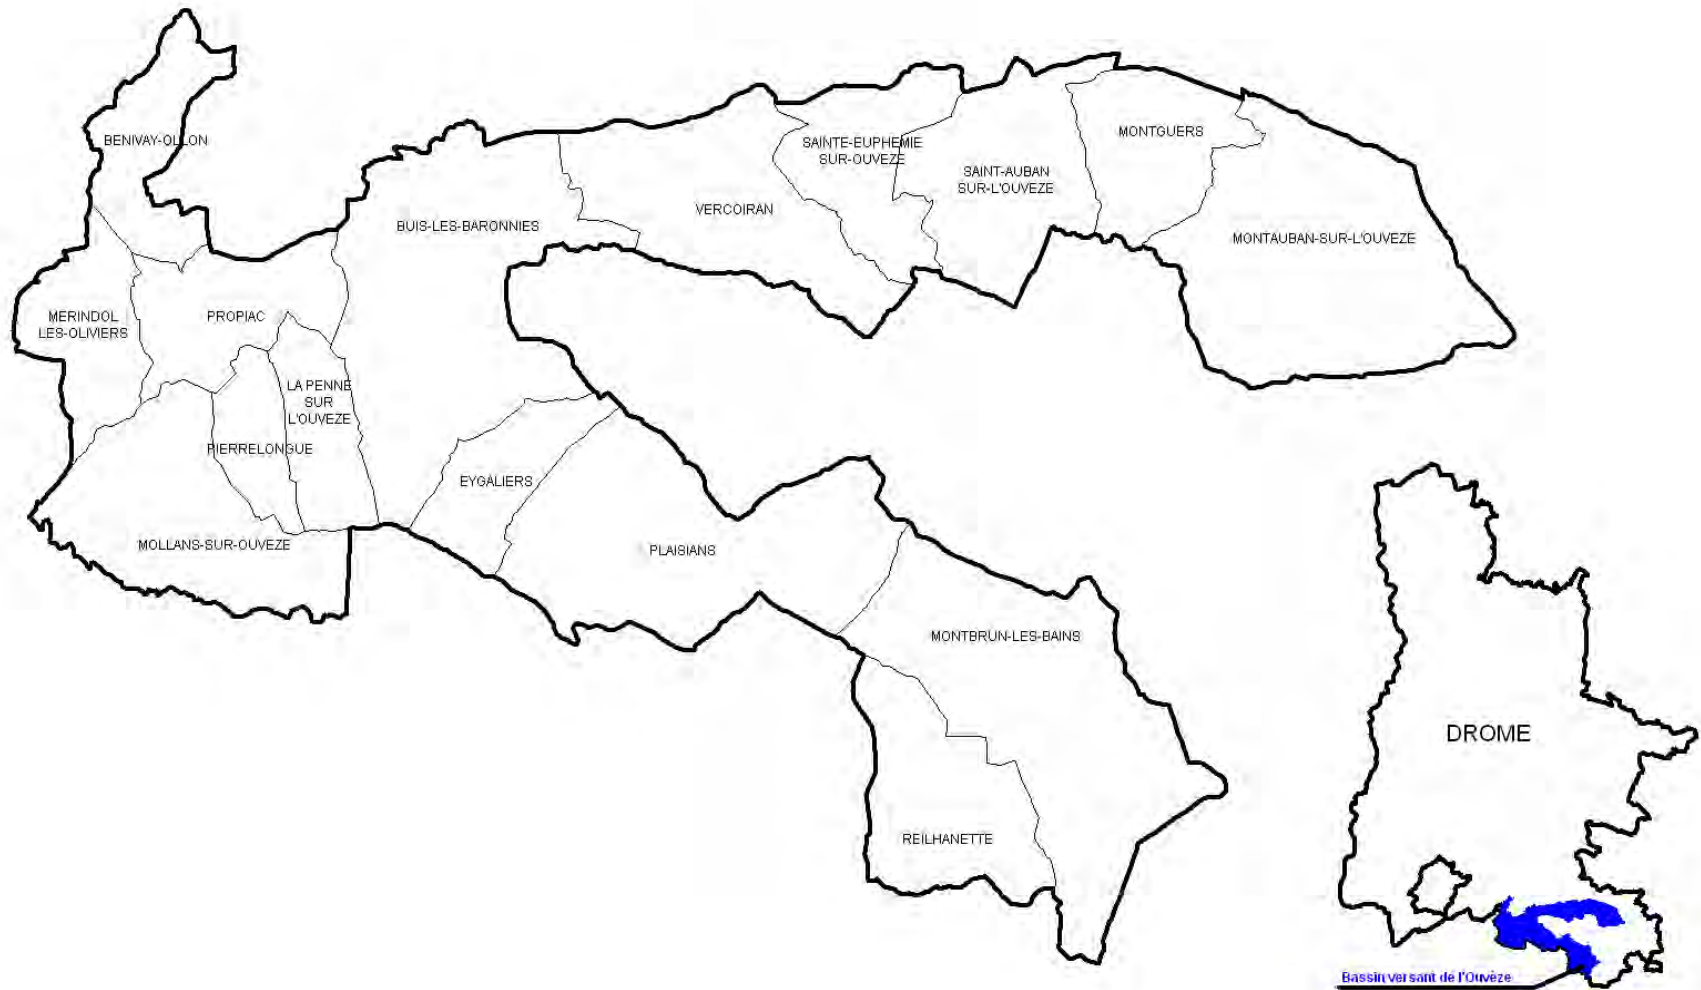 BENIVAY-OLLON
MONTGUERS
SAINTE-EUPHEMIE
SUR-OUVEZE
SAINT-AUBAN
SUR-L'OUVEZE
VERCOIRAN
BUIS-LES-BARONNIES
MONTAUBAN-SUR-L'OUVEZE
MERINDOL
LES-OLIVIERS
PROPIAC
LA PENNE
SUR
L'OUVEZE
PIERRELONGUE
EYGALIERS
MOLLANS-SUR-OUVEZE
PLAISIANS
MONTBRUN-LES-BAINS
REILHANETTE
DROME
Bassin versant de l'Ouvèze